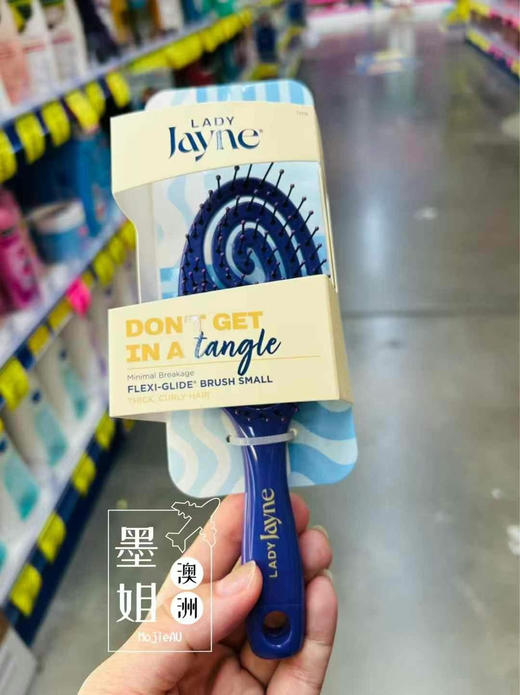 LADY
Jayne®
DON'T GET
IN A tangle
Minimal Breakage
FLEXI-GLIDE® BRUSH SMALL
THICK, CURLY HAIR
LADY Jayne
墨姐
澳洲
MojieAU